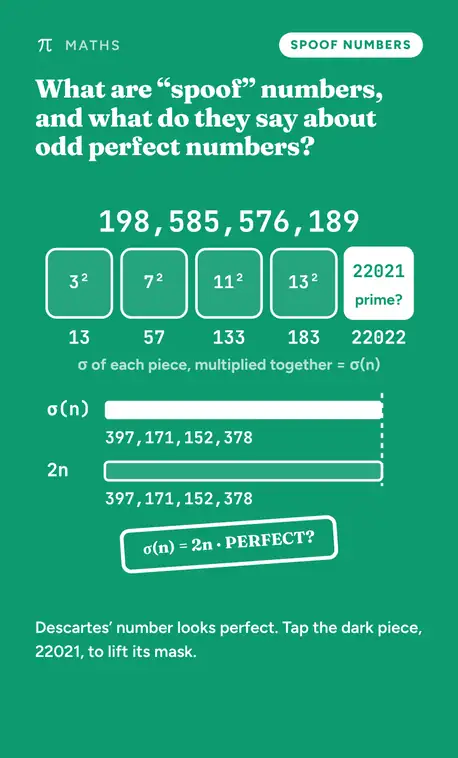 π MATHS
SPOOF NUMBERS
What are “spoof” numbers,
and what do they say about
odd perfect numbers?
198,585,576,189
3² 7² 11² 13² 22021
prime?
13 57 133 183 22022
σ of each piece, multiplied together = σ(n)
σ(n)
397,171,152,378
2n
397,171,152,378
σ(n) = 2n · PERFECT?
Descartes’ number looks perfect. Tap the dark piece,
22021, to lift its mask.